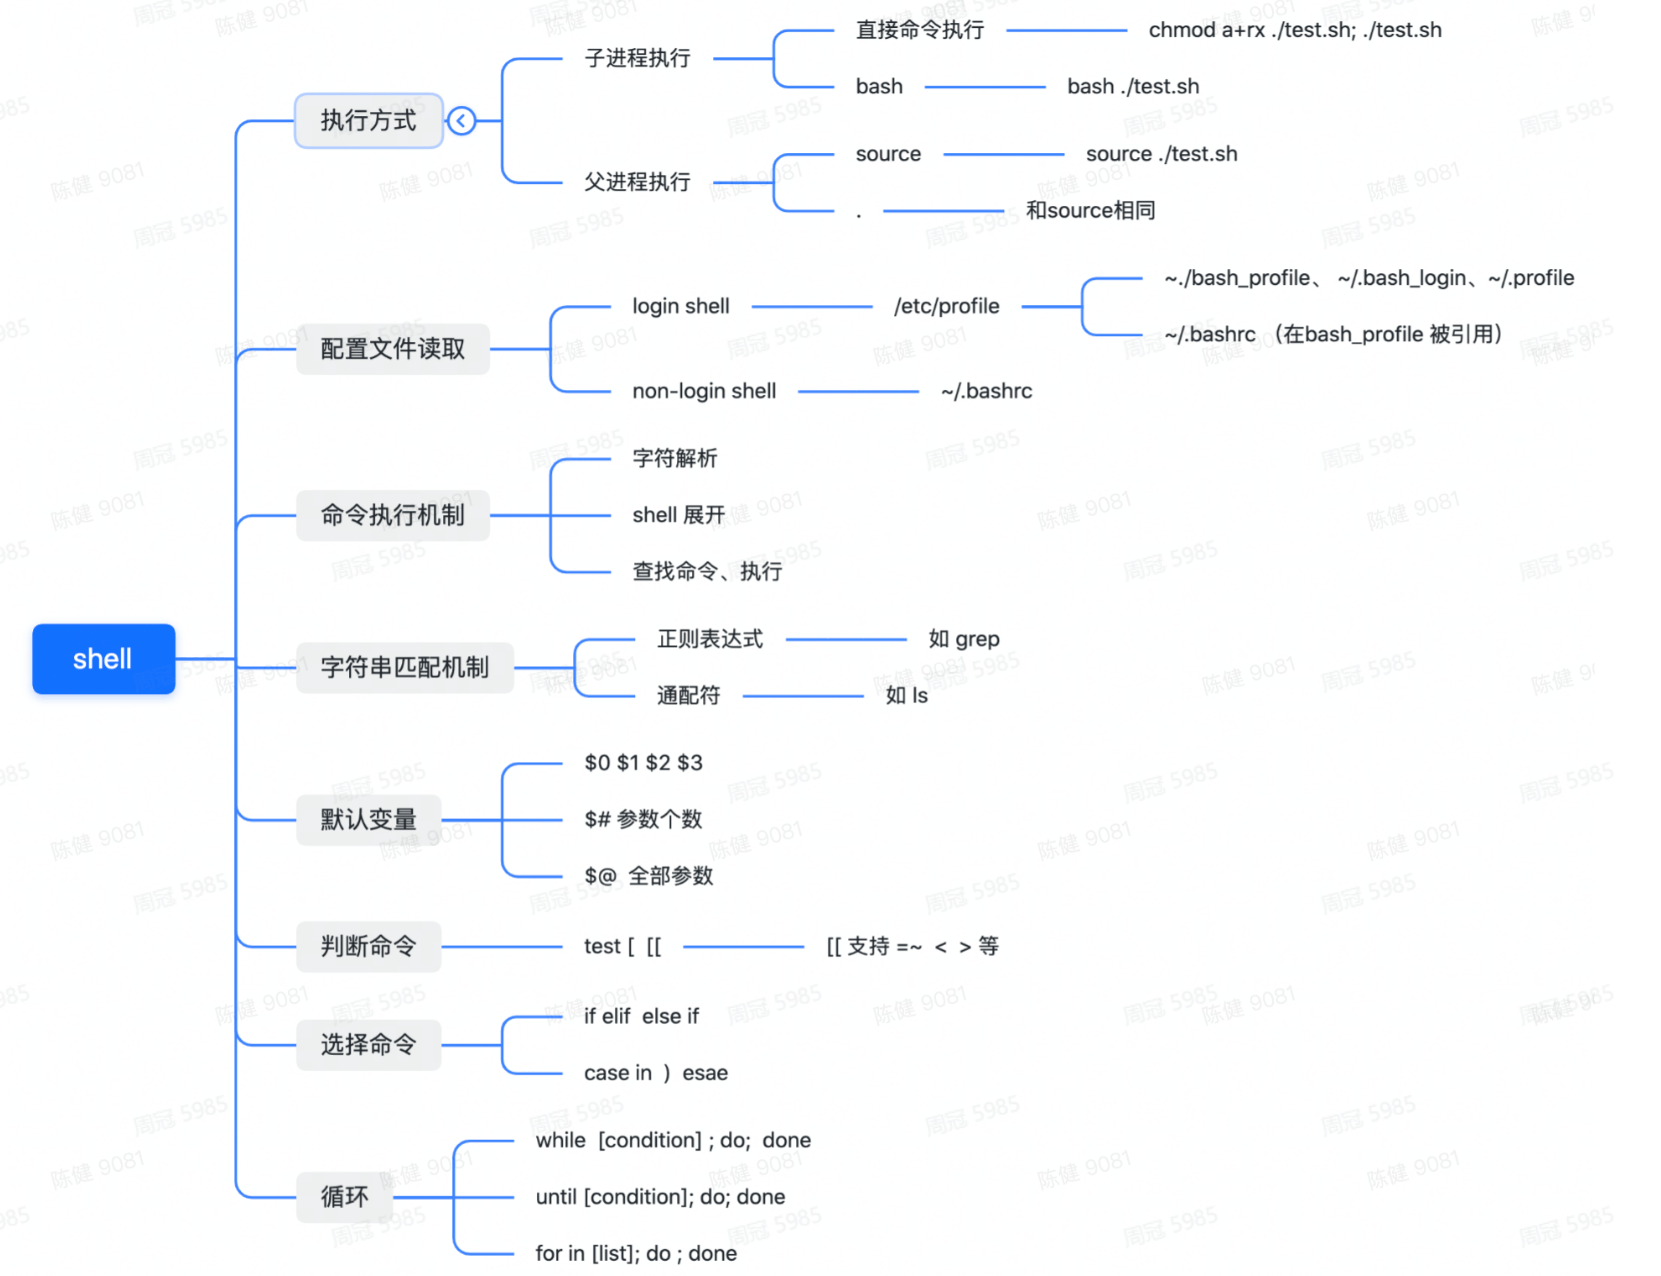 shell
执行方式
子进程执行
直接命令执行
chmod a+rx ./test.sh; ./test.sh
bash
bash ./test.sh
父进程执行
source
source ./test.sh
.
和source相同
配置文件读取
login shell
/etc/profile
~./bash_profile、 ~/.bash_login、~/.profile
~/.bashrc （在bash_profile 被引用）
non-login shell
~/.bashrc
命令执行机制
字符解析
shell 展开
查找命令、执行
字符串匹配机制
正则表达式
如 grep
通配符
如 ls
默认变量
$0 $1 $2 $3
$# 参数个数
$@ 全部参数
判断命令
test [ [[
[[ 支持 =~ < > 等
选择命令
if elif else if
case in ) esae
循环
while [condition] ; do; done
until [condition]; do; done
for in [list]; do ; done
陈健 9081
周冠 5985